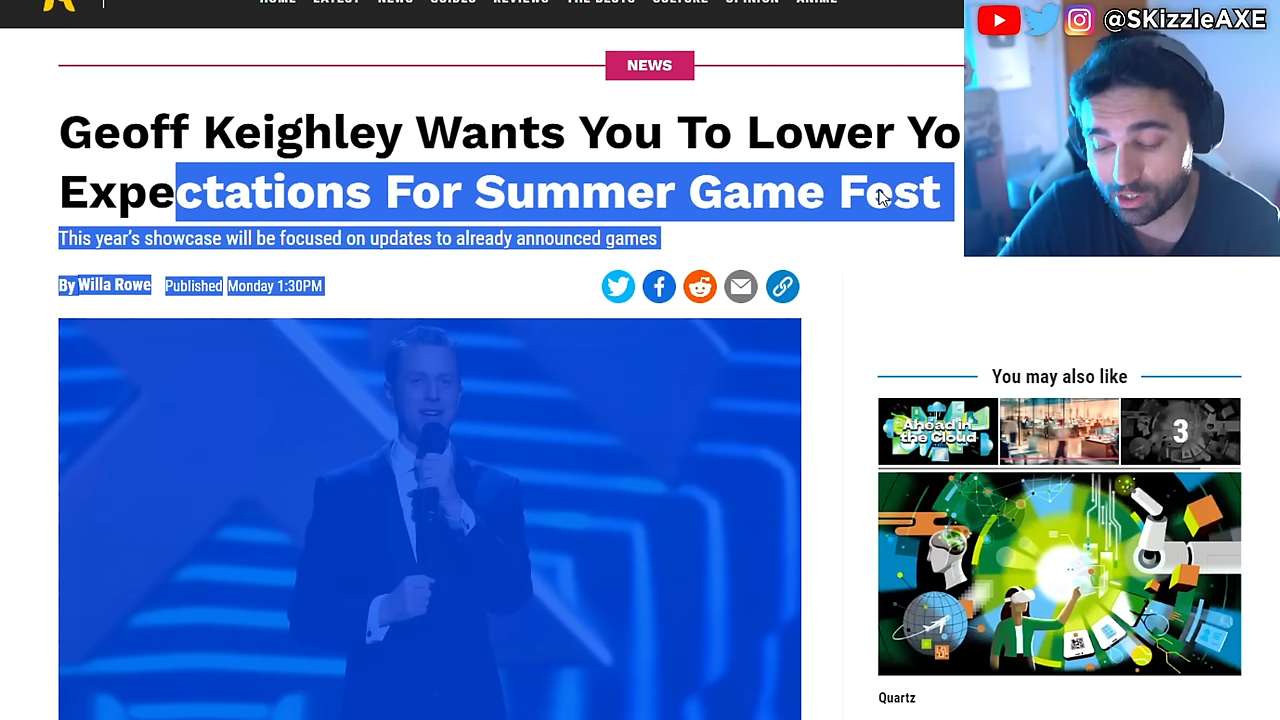 HOME LATEST NEWS GUIDES REVIEWS THE BESTS CULTURE OPINION ANIME
@SKizzleAXE
NEWS
Geoff Keighley Wants You To Lower Yo
Expectations For Summer Game Fest
This year's showcase will be focused on updates to already announced games
By Willa Rowe Published Monday 1:30PM
You may also like
Ahead in
the Cloud
3
Quartz